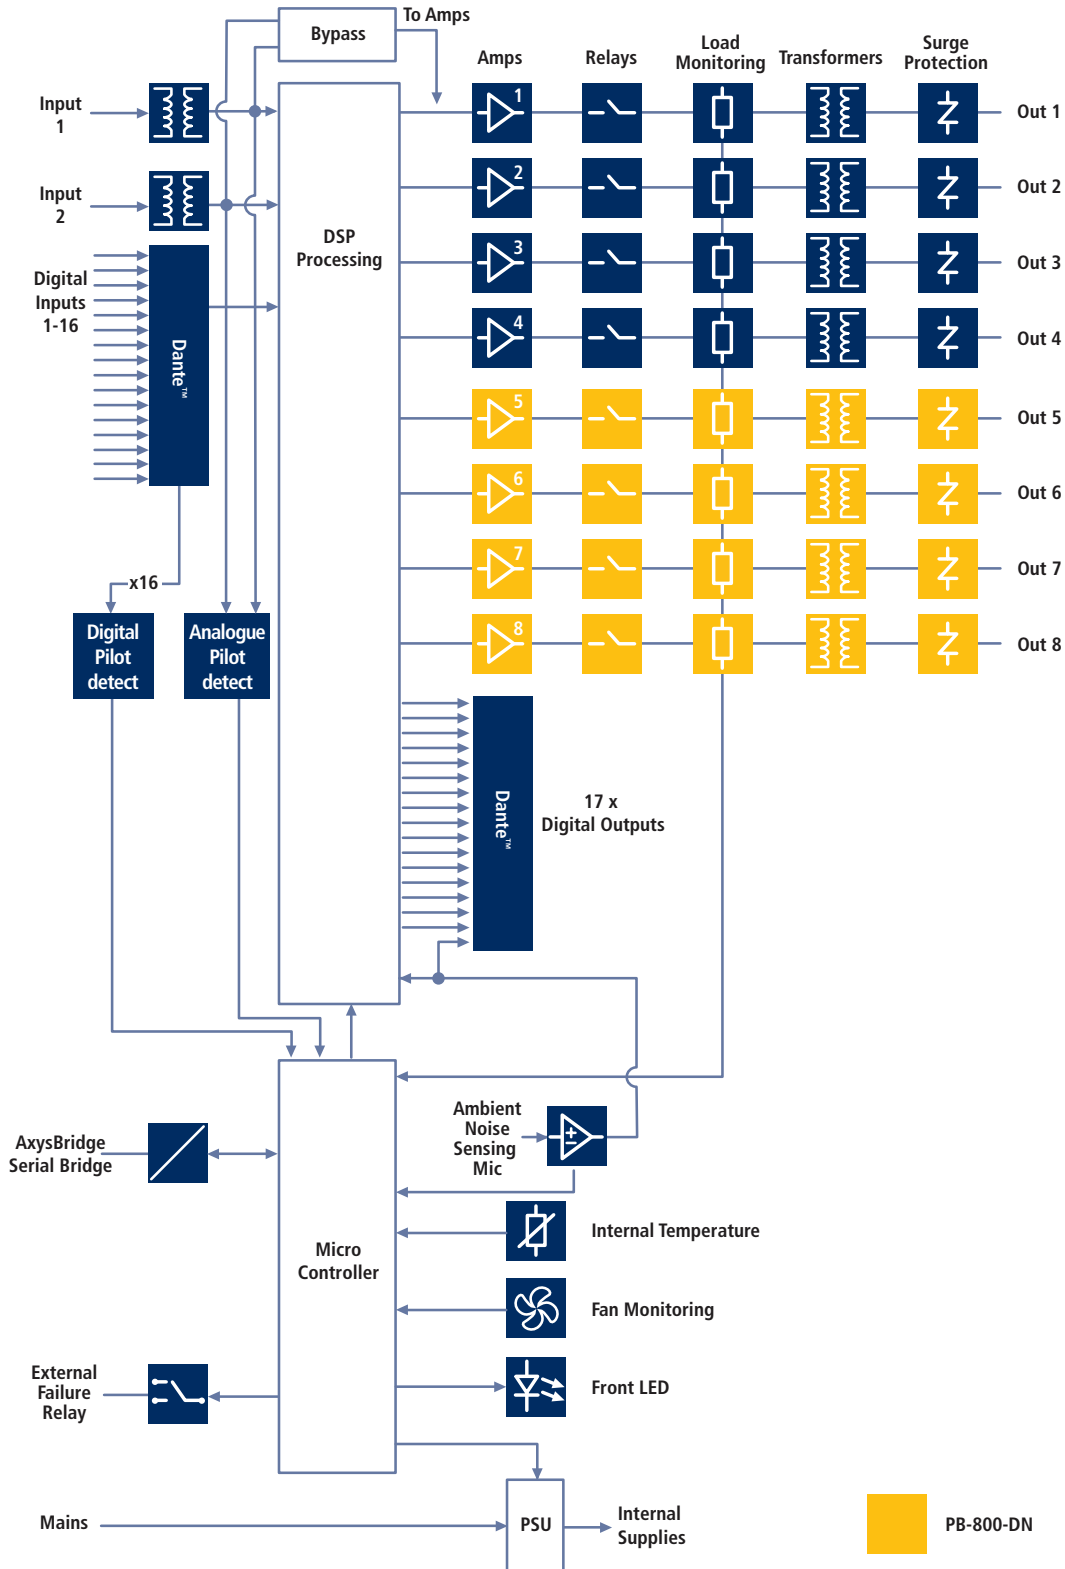 To Amps
Bypass
Amps
Relays
Load
Monitoring
Transformers
Surge
Protection
Input
1
1
Out 1
Input
2
2
Out 2
DSP
Processing
3
Out 3
Digital
Inputs
1-16
Dante™
4
Out 4
5
Out 5
6
Out 6
x16
7
Out 7
Digital
Pilot
detect
Analogue
Pilot
detect
8
Out 8
Dante™
17 x
Digital Outputs
Ambient
Noise
Sensing
Mic
AxysBridge
Serial Bridge
Micro
Controller
Internal Temperature
Fan Monitoring
External
Failure
Relay
Front LED
Mains
PSU
Internal
Supplies
PB-800-DN